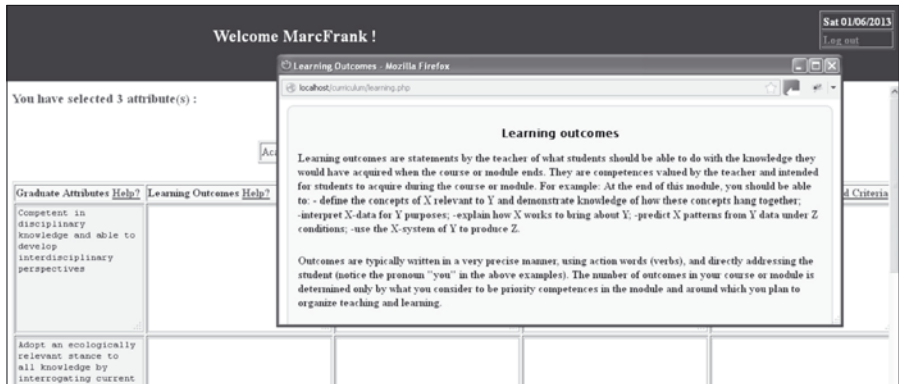 Sat 01/06/2013
Welcome MarcFrank !
Log out
Learning Outcomes - Mozilla Firefox
localhost/curriculum/learning.php
You have selected 3 attribute(s) :
Learning outcomes
Learning outcomes are statements by the teacher of what students should be able to do with the knowledge they
would have acquired when the course or module ends. They are competences valued by the teacher and intended
for students to acquire during the course or module. For example: At the end of this module, you should be able
to: - define the concepts of X relevant to Y and demonstrate knowledge of how these concepts hang together;
-interpret X-data for Y purposes; -explain how X works to bring about Y; -predict X patterns from Y data under Z
conditions; -use the X-system of Y to produce Z.
Outcomes are typically written in a very precise manner, using action words (verbs), and directly addressing the
student (notice the pronoun "you" in the above examples). The number of outcomes in your course or module is
determined only by what you consider to be priority competences in the module and around which you plan to
organize teaching and learning.
Graduate Attributes Help? Learning Outcomes Help? Criteria
Competent in
disciplinary
knowledge and able to
develop
interdisciplinary
perspectives
Adopt an ecologically
relevant stance to
all knowledge by
interrogating current